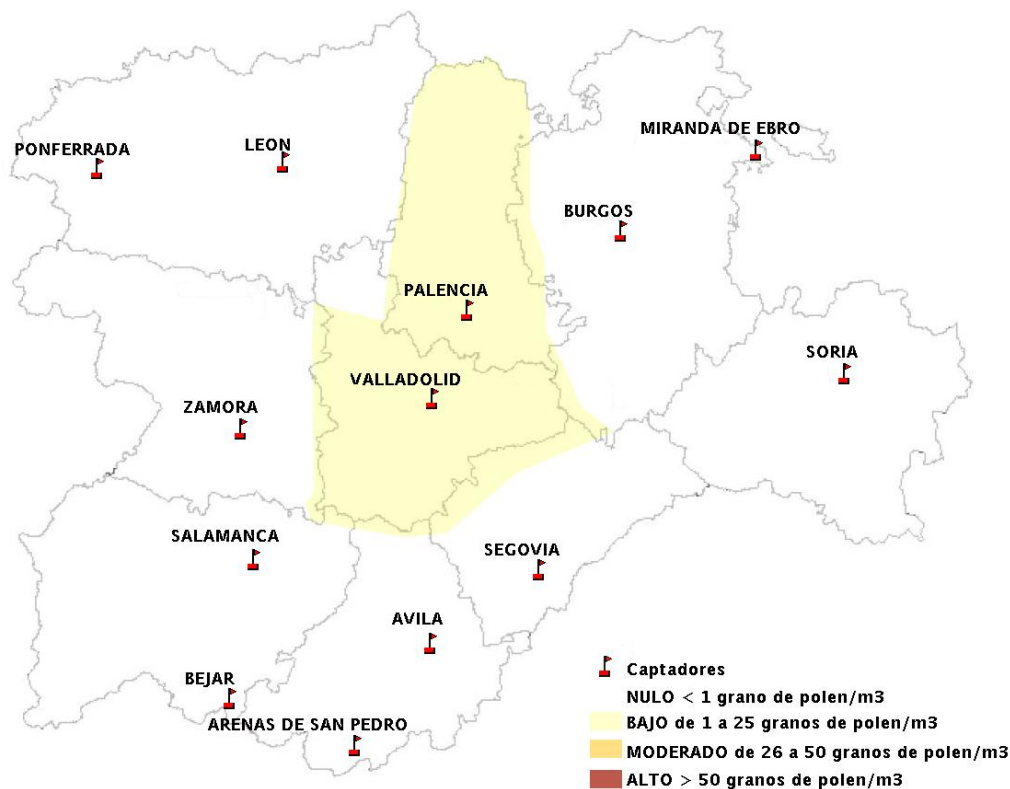 MIRANDA DE EBRO
PONFERRADA
LEON
BURGOS
PALENCIA
SORIA
VALLADOLID
ZAMORA
SALAMANCA
SEGOVIA
AVILA
BEJAR
ARENAS DE SAN PEDRO
Captadores
NULO < 1 grano de polen/m3
BAJO de 1 a 25 granos de polen/m3
MODERADO de 26 a 50 granos de polen/m3
ALTO > 50 granos de polen/m3